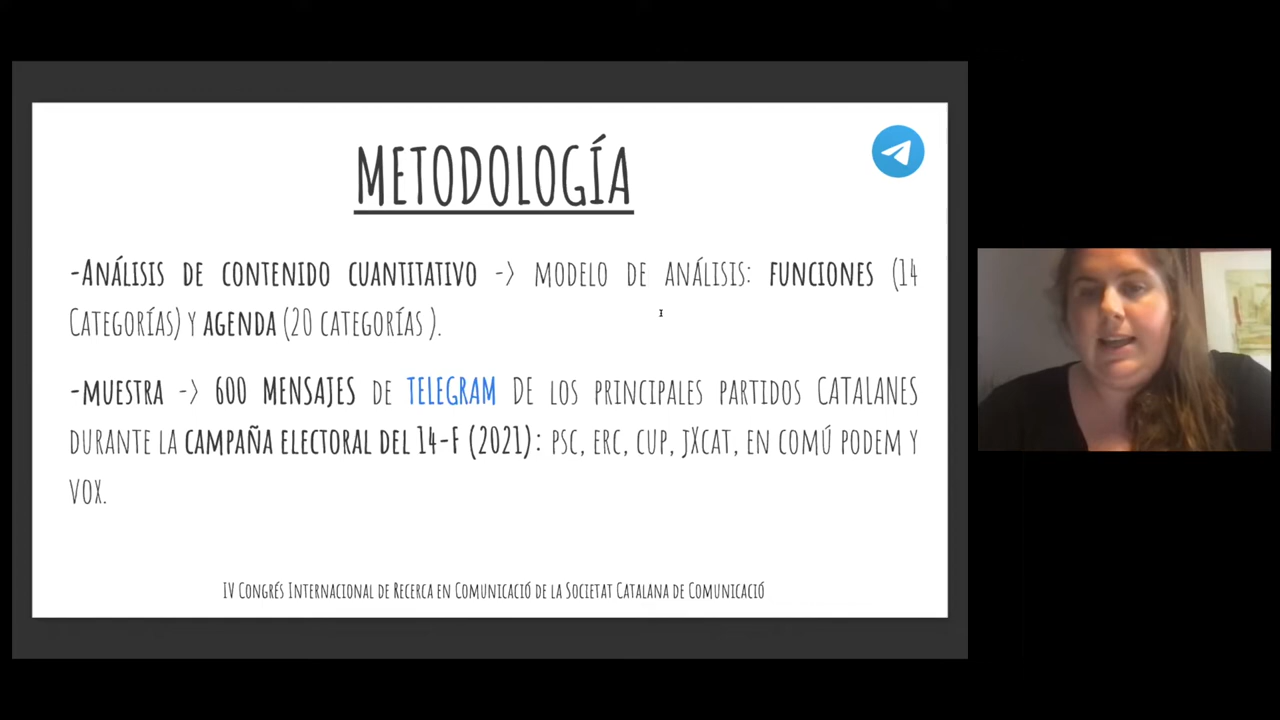 METODOLOGÍA
-ANÁLISIS DE CONTENIDO CUANTITATIVO -> MODELO DE ANÁLISIS: FUNCIONES (14
CATEGORÍAS) Y AGENDA (20 CATEGORÍAS ).
-MUESTRA -> 600 MENSAJES DE TELEGRAM DE LOS PRINCIPALES PARTIDOS CATALANES
DURANTE LA CAMPAÑA ELECTORAL DEL 14-F (2021): PSC, ERC, CUP, JXCAT, EN COMÚ PODEM Y
VOX.
IV CONGRÉS INTERNACIONAL DE RECERCA EN COMUNICACIÓ DE LA SOCIETAT CATALANA DE COMUNICACIÓ